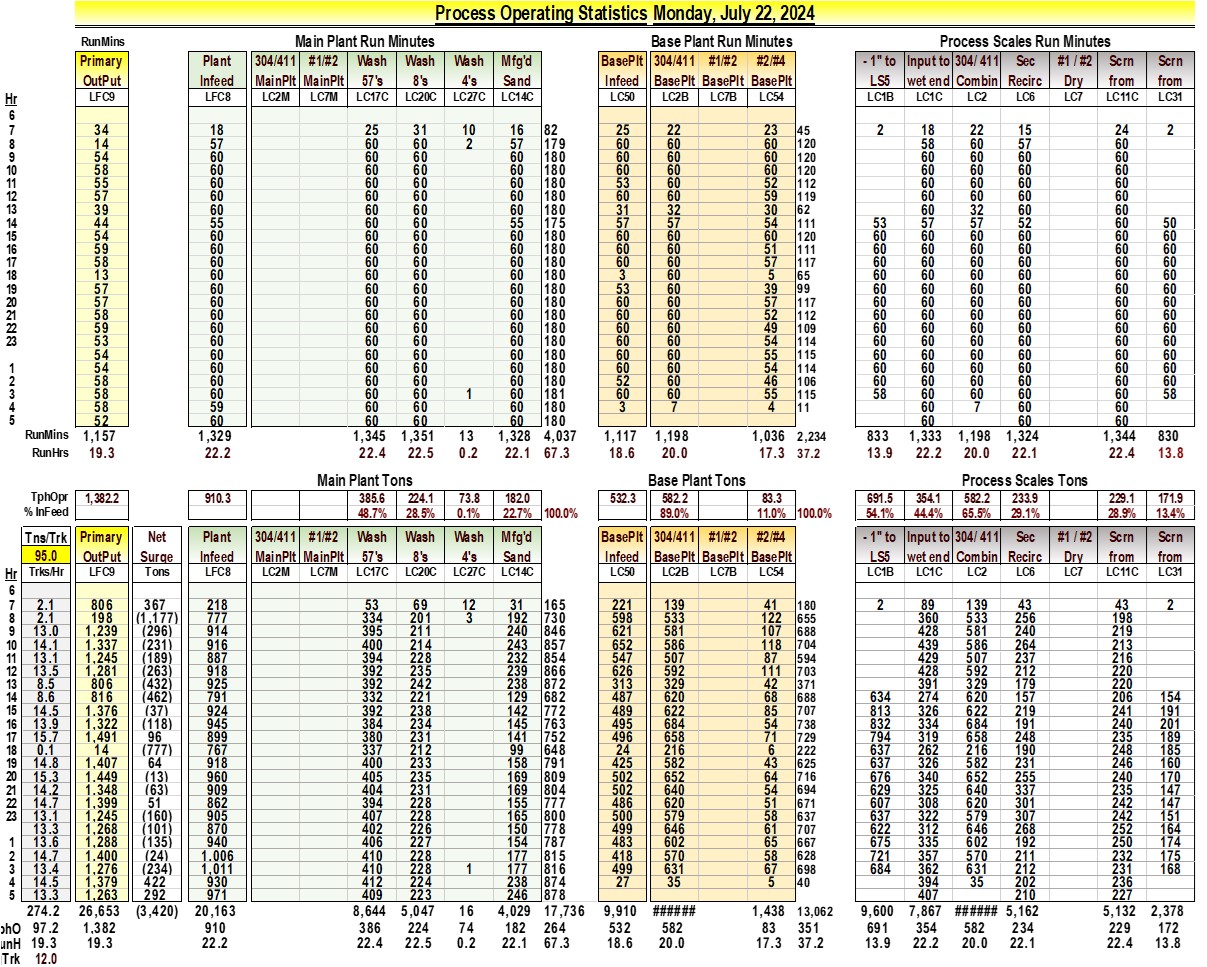 Process Operating Statistics Monday, July 22, 2024
RunMins Main Plant Run Minutes Base Plant Run Minutes Process Scales Run Minutes
Primary Plant 304/411 #1/#2 Wash Wash Wash Mfg'd BasePlt 304/411 #1/#2 #2/#4 - 1" to Input to 304/ 411 Sec #1 / #2 Scrn Scrn
OutPut Infeed MainPlt MainPlt 57's 8's 4's Sand Infeed BasePlt BasePlt BasePlt LS5 wet end Combin Recirc Dry from from
Hr LFC9 LFC8 LC2M LC7M LC17C LC20C LC27C LC14C LC50 LC2B LC7B LC54 LC1B LC1C LC2 LC6 LC7 LC11C LC31
6
7 34 18 25 31 10 16 82 25 22 23 45 2 18 22 15 24 2
8 14 57 60 60 2 57 179 60 60 60 120 58 60 57 60
9 54 60 60 60 60 180 60 60 60 120 60 60 60 60
10 58 60 60 60 60 180 60 60 60 120 60 60 60 60
11 55 60 60 60 60 180 53 60 52 112 60 60 60 60
12 57 60 60 60 60 180 60 60 59 119 60 60 60 60
13 39 60 60 60 60 180 31 32 30 62 60 32 60 60
14 44 55 60 60 55 175 57 57 54 111 53 57 57 52 60 50
15 54 60 60 60 60 180 60 60 60 120 60 60 60 60 60 60
16 59 60 60 60 60 180 60 60 51 111 60 60 60 60 60 60
17 58 60 60 60 60 180 60 60 57 117 60 60 60 60 60 60
18 13 60 60 60 60 180 3 60 5 65 60 60 60 60 60 60
19 57 60 60 60 60 180 53 60 39 99 60 60 60 60 60 60
20 57 60 60 60 60 180 60 60 57 117 60 60 60 60 60 60
21 58 60 60 60 60 180 60 60 52 112 60 60 60 60 60 60
22 59 60 60 60 60 180 60 60 49 109 60 60 60 60 60 60
23 53 60 60 60 60 180 60 60 54 114 60 60 60 60 60 60
54 60 60 60 60 180 60 60 55 115 60 60 60 60 60 60
1 54 60 60 60 60 180 60 60 54 114 60 60 60 60 60 60
2 58 60 60 60 60 180 52 60 46 106 60 60 60 60 60 60
3 58 60 60 60 1 60 181 60 60 55 115 58 60 60 60 60 58
4 58 59 60 60 60 180 3 7 4 11 60 7 60 60
5 52 60 60 60 60 180 60 60 60
RunMins 1,157 1,329 1,345 1,351 13 1,328 4,037 1,117 1,198 1,036 2,234 833 1,333 1,198 1,324 1,344 830
RunHrs 19.3 22.2 22.4 22.5 0.2 22.1 67.3 18.6 20.0 17.3 37.2 13.9 22.2 20.0 22.1 22.4 13.8
Main Plant Tons Base Plant Tons Process Scales Tons
TphOpr 1,382.2 910.3 385.6 224.1 73.8 182.0 532.3 582.2 83.3 691.5 354.1 582.2 233.9 229.1 171.9
% InFeed 48.7% 28.5% 0.1% 22.7% 100.0% 89.0% 11.0% 100.0% 54.1% 44.4% 65.5% 29.1% 28.9% 13.4%
Tns/Trk Primary Net Plant 304/411 #1/#2 Wash Wash Wash Mfg'd BasePlt 304/411 #1/#2 #2/#4 - 1" to Input to 304/ 411 Sec #1 / #2 Scrn Scrn
95.0 OutPut Surge Infeed MainPlt MainPlt 57's 8's 4's Sand Infeed BasePlt BasePlt BasePlt LS5 wet end Combin Recirc Dry from from
Hr Trks/Hr LFC9 Tons LFC8 LC2M LC7M LC17C LC20C LC27C LC14C LC50 LC2B LC7B LC54 LC1B LC1C LC2 LC6 LC7 LC11C LC31
6
7 2.1 806 367 218 53 69 12 31 165 221 139 41 180 2 89 139 43 43 2
8 2.1 198 (1,177) 777 334 201 3 192 730 598 533 122 655 360 533 256 198
9 13.0 1,239 (296) 914 395 211 240 846 621 581 107 688 428 581 240 219
10 14.1 1,337 (231) 916 400 214 243 857 652 586 118 704 439 586 264 213
11 13.1 1,245 (189) 887 394 228 232 854 547 507 87 594 429 507 237 216
12 13.5 1,281 (263) 918 392 235 239 866 626 592 111 703 428 592 212 220
13 8.5 806 (432) 925 392 242 238 872 313 329 42 371 391 329 179 220
14 8.6 816 (462) 791 332 221 129 682 487 620 68 688 634 274 620 157 206 154
15 14.5 1,376 (37) 924 392 238 142 772 489 622 85 707 813 326 622 219 241 191
16 13.9 1,322 (118) 945 384 234 145 763 495 684 54 738 832 334 684 191 240 201
17 15.7 1,491 96 899 380 231 141 752 496 658 71 729 794 319 658 248 235 189
18 0.1 14 (777) 767 337 212 99 648 24 216 6 222 637 262 216 190 248 185
19 14.8 1,407 64 918 400 233 158 791 425 582 43 625 637 326 582 231 246 160
20 15.3 1,449 (13) 960 405 235 169 809 502 652 64 716 676 340 652 255 240 170
21 14.2 1,348 (63) 909 404 231 169 804 502 640 54 694 629 325 640 337 235 147
22 14.7 1,399 51 862 394 228 155 777 486 620 51 671 607 308 620 301 242 147
23 13.1 1,245 (160) 905 407 228 165 800 500 579 58 637 637 322 579 307 242 151
13.3 1,268 (101) 870 402 226 150 778 499 646 61 707 622 312 646 268 252 164
1 13.6 1,288 (135) 940 406 227 154 787 483 602 65 667 675 335 602 192 250 174
2 14.7 1,400 (24) 1,006 410 228 177 815 418 570 58 628 721 357 570 211 232 175
3 13.4 1,276 (234) 1,011 410 228 1 177 816 499 631 67 698 684 362 631 212 231 168
4 14.5 1,379 422 930 412 224 238 874 27 35 5 40 394 35 202 236
5 13.3 1,263 292 971 409 223 246 878 407 210 227
274.2 26,653 (3,420) 20,163 8,644 5,047 16 4,029 17,736 9,910 ###### 1,438 13,062 9,600 7,867 ###### 5,162 5,132 2,378
phO 97.2 1,382 910 386 224 74 182 264 532 582 83 351 691 354 582 234 229 172
unH 19.3 19.3 22.2 22.4 22.5 0.2 22.1 67.3 18.6 20.0 17.3 37.2 13.9 22.2 20.0 22.1 22.4 13.8
Trk 12.0